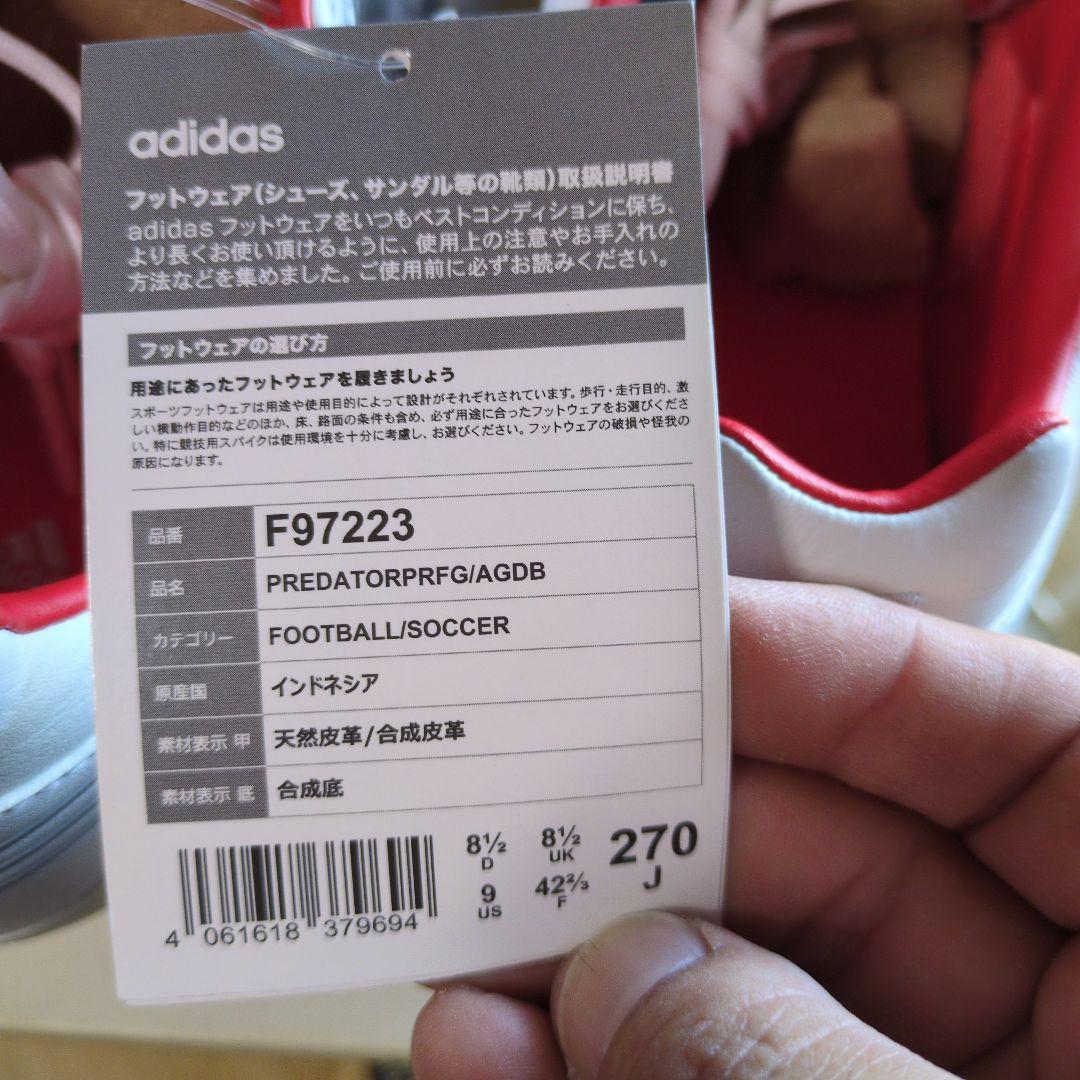 adidas
フットウェア(シューズ、サンダル等の靴類)取扱説明書
adidas フットウェアをいつもベストコンディションに保ち、
より長くお使い頂けるように、使用上の注意やお手入れの
方法などを集めました。ご使用前に必ずお読みください。
フットウェアの選び方
用途にあったフットウェアを履きましょう
スポーツフットウェアは用途や使用目的によって設計がそれぞれされています。歩行・走行目的、激
しい横動作目的などのほか、床、路面の条件も含め、必ず用途に合ったフットウェアをお選びくださ
い。特に競技用スパイクは使用環境を十分に考慮し、お選びください。フットウェアの破損や怪我の
原因になります。
品番 F97223
品名 PREDATORPRFG/AGDB
カテゴリー FOOTBALL/SOCCER
原産国 インドネシア
素材表示 甲 天然皮革/合成皮革
素材表示 底 合成底
8½ 8½ 270
D UK J
9 42⅔
US F
4 061618 379694